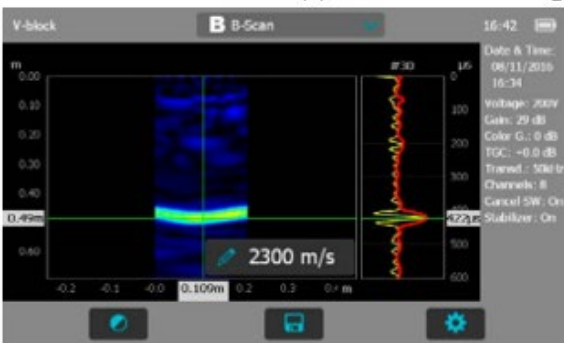 V-block
B B-Scan
16:42
m
#30
µs
Date & Time:
08/11/2016
16:34
Voltage: 200V
Gain: 29 dB
Color G.: 0 dB
TGC: +0.0 dB
Transd.: 50kHz
Channels: 8
Cancel SW: On
Stabilizer: On
0.00
0.10
0.20
0.30
0.40
0.49m
0.60
0
100
200
300
422µs
500
600
2300 m/s
-0.2
-0.1
-0.0
0.109m
0.2
0.3
m